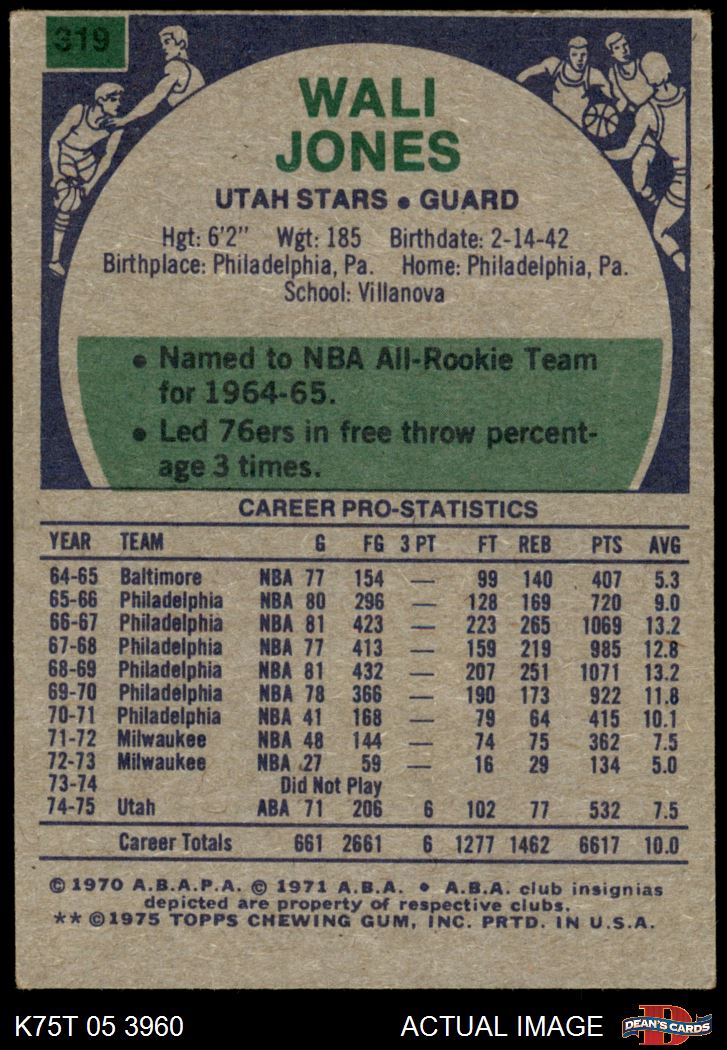 319
WALI
JONES
UTAH STARS • GUARD
Hgt: 6'2" Wgt: 185 Birthdate: 2-14-42
Birthplace: Philadelphia, Pa. Home: Philadelphia, Pa.
School: Villanova
• Named to NBA All-Rookie Team
for 1964-65.
• Led 76ers in free throw percent-
age 3 times.
CAREER PRO-STATISTICS
YEAR TEAM G FG 3 PT FT REB PTS AVG
64-65 Baltimore NBA 77 154 — 99 140 407 5.3
65-66 Philadelphia NBA 80 296 — 128 169 720 9.0
66-67 Philadelphia NBA 81 423 — 223 265 1069 13.2
67-68 Philadelphia NBA 77 413 — 159 219 985 12.8
68-69 Philadelphia NBA 81 432 — 207 251 1071 13.2
69-70 Philadelphia NBA 78 366 — 190 173 922 11.8
70-71 Philadelphia NBA 41 168 — 79 64 415 10.1
71-72 Milwaukee NBA 48 144 — 74 75 362 7.5
72-73 Milwaukee NBA 27 59 — 16 29 134 5.0
73-74 Did Not Play
74-75 Utah ABA 71 206 6 102 77 532 7.5
Career Totals 661 2661 6 1277 1462 6617 10.0
© 1970 A.B.A.P.A. © 1971 A.B.A. • A.B.A. club insignias
depicted are property of respective clubs.
** © 1975 TOPPS CHEWING GUM, INC. PRTD. IN U.S.A.
K75T 05 3960 ACTUAL IMAGE
D
DEAN'S CARDS